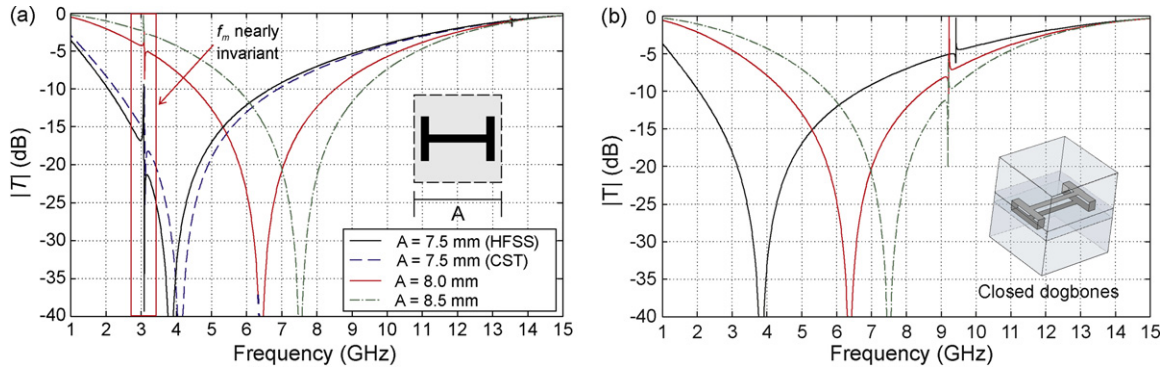 (a)
0
-5
-10
-15
-20
-25
-30
-35
-40
|T| (dB)
f_m nearly
invariant
A
A = 7.5 mm (HFSS)
A = 7.5 mm (CST)
A = 8.0 mm
A = 8.5 mm
1 2 3 4 5 6 7 8 9 10 11 12 13 14 15
Frequency (GHz)
(b)
0
-5
-10
-15
-20
-25
-30
-35
-40
|T| (dB)
Closed dogbones
1 2 3 4 5 6 7 8 9 10 11 12 13 14 15
Frequency (GHz)